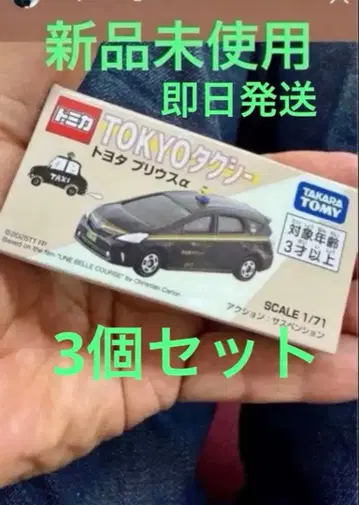 新品未使用
即日発送
トミカ
TOKYOタクシー
トヨタ プリウスα
TAXI
TAKARA TOMY
対象年齢
3才以上
©2025TT FP
Based on the film "UNE BELLE COURSE" by Christian Carion
SCALE 1/71
アクション:サスペンション
3個セット